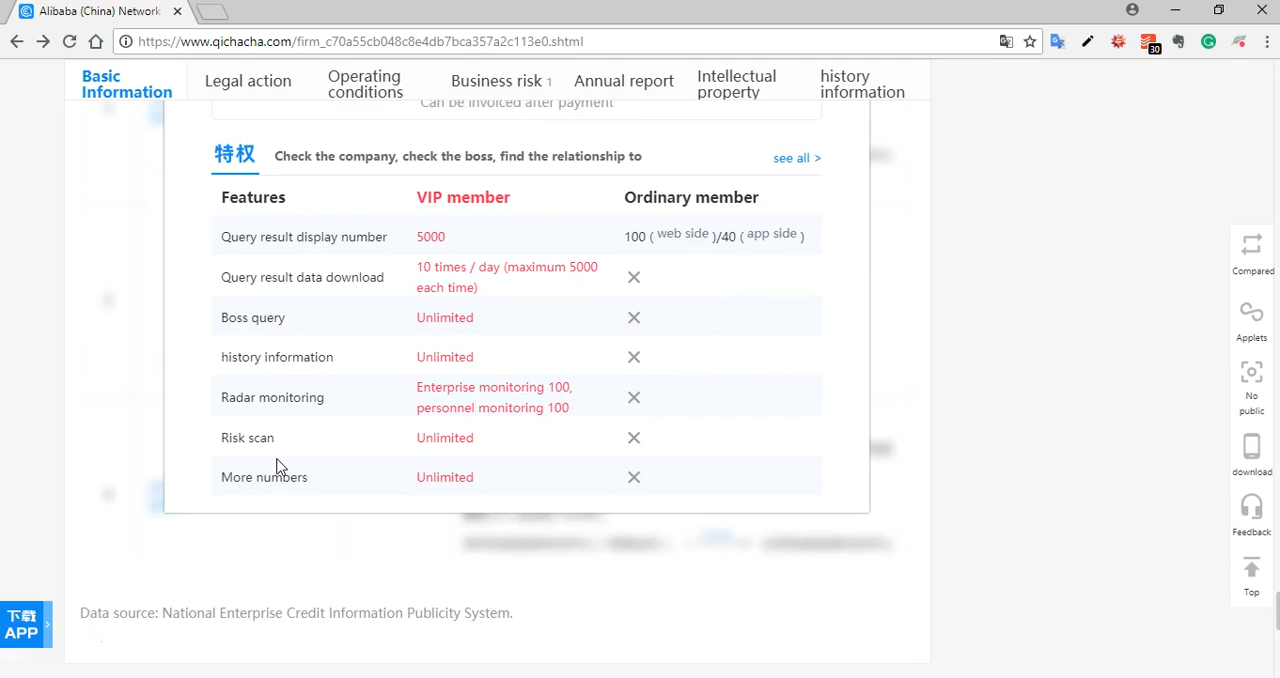 Alibaba (China) Network
https://www.qichacha.com/firm_c70a55cb048c8e4db7bca357a2c113e0.shtml
30
Basic Information
Legal action
Operating conditions
Business risk 1
Annual report
Intellectual property
history information
Can be invoiced after payment
特权
Check the company, check the boss, find the relationship to
see all >
Features VIP member Ordinary member
Query result display number 5000 100 ( web side )/40 ( app side )
Query result data download 10 times / day (maximum 5000
each time)
Boss query Unlimited
history information Unlimited
Radar monitoring Enterprise monitoring 100,
personnel monitoring 100
Risk scan Unlimited
More numbers Unlimited
Data source: National Enterprise Credit Information Publicity System.
下载
APP
Compared
Applets
No
public
download
Feedback
Top